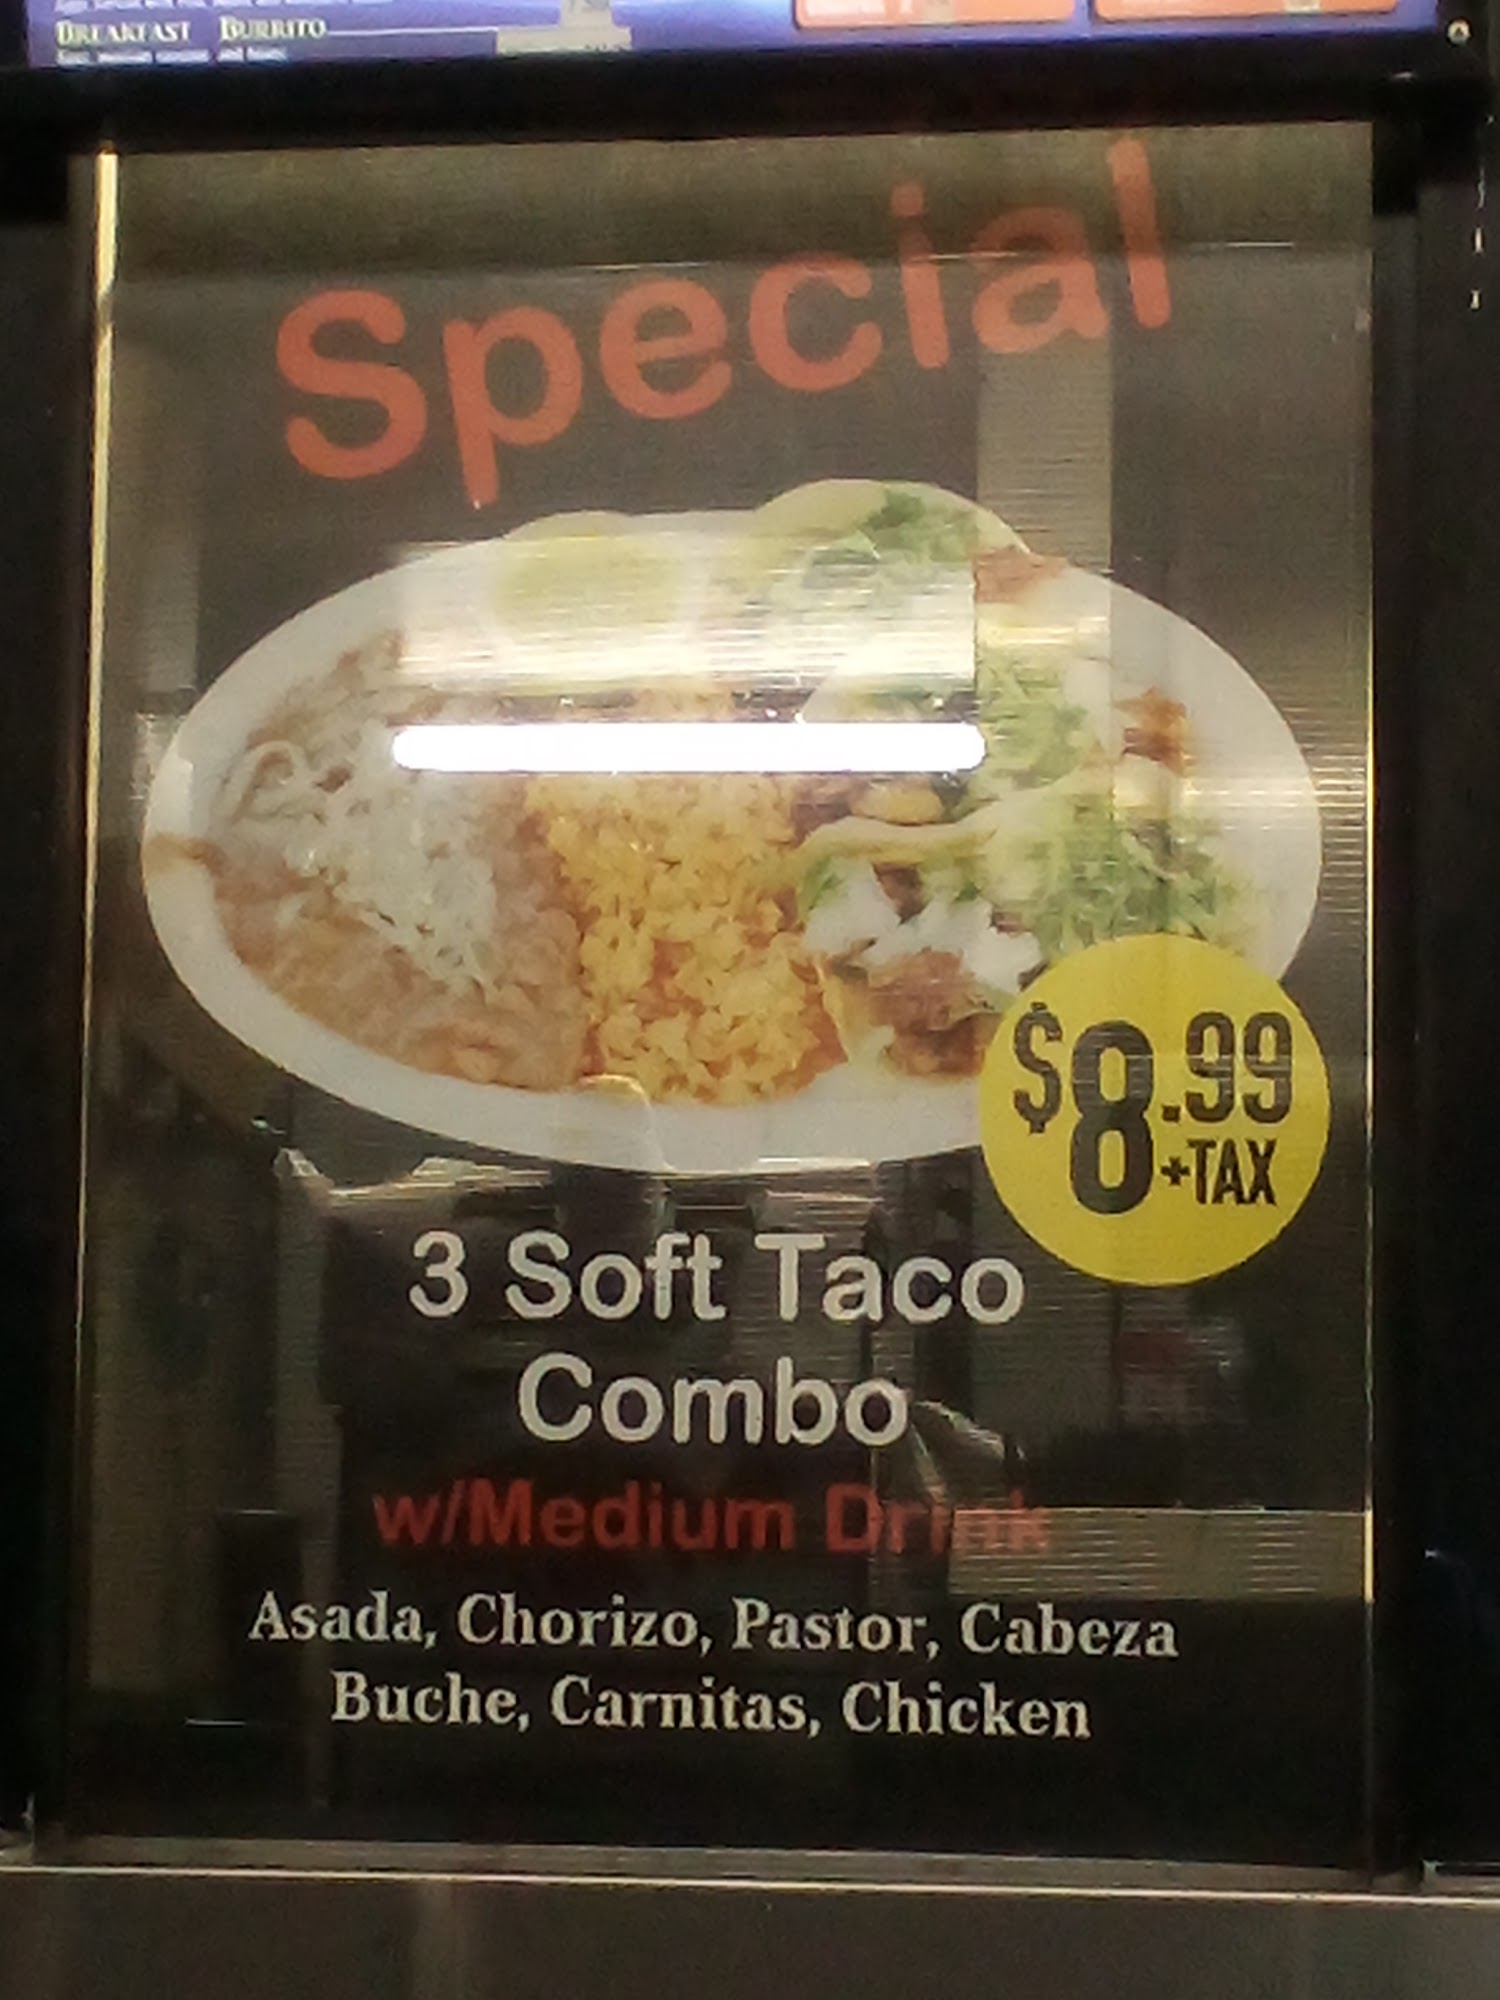 BREAKFAST BURRITO
Special
$8.99
+TAX
3 Soft Taco
Combo
w/Medium Drink
Asada, Chorizo, Pastor, Cabeza
Buche, Carnitas, Chicken